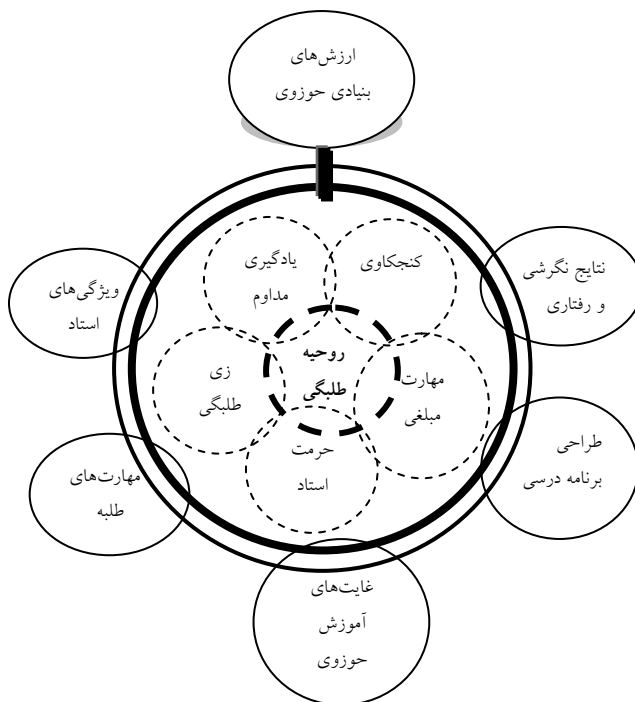 ارزش‌های
بنیادی حوزوی
کنجکاوی
یادگیری
مداوم
نتایج نگرشی
و رفتاری
ویژگی‌های
استاد
روحیه
طلبگی
مهارت
مبلغی
زی
طلبگی
حرمت
استاد
طراحی
برنامه درسی
مهارت‌های
طلبه
غایت‌های
آموزش
حوزوی